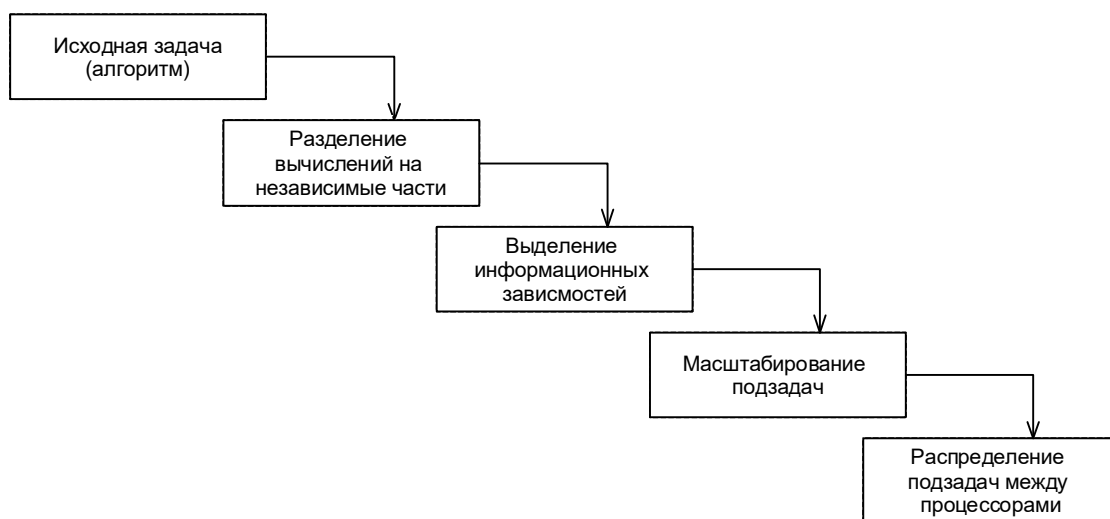 Исходная задача
(алгоритм)
Разделение
вычислений на
независимые части
Выделение
информационных
зависмостей
Масштабирование
подзадач
Распределение
подзадач между
процессорами